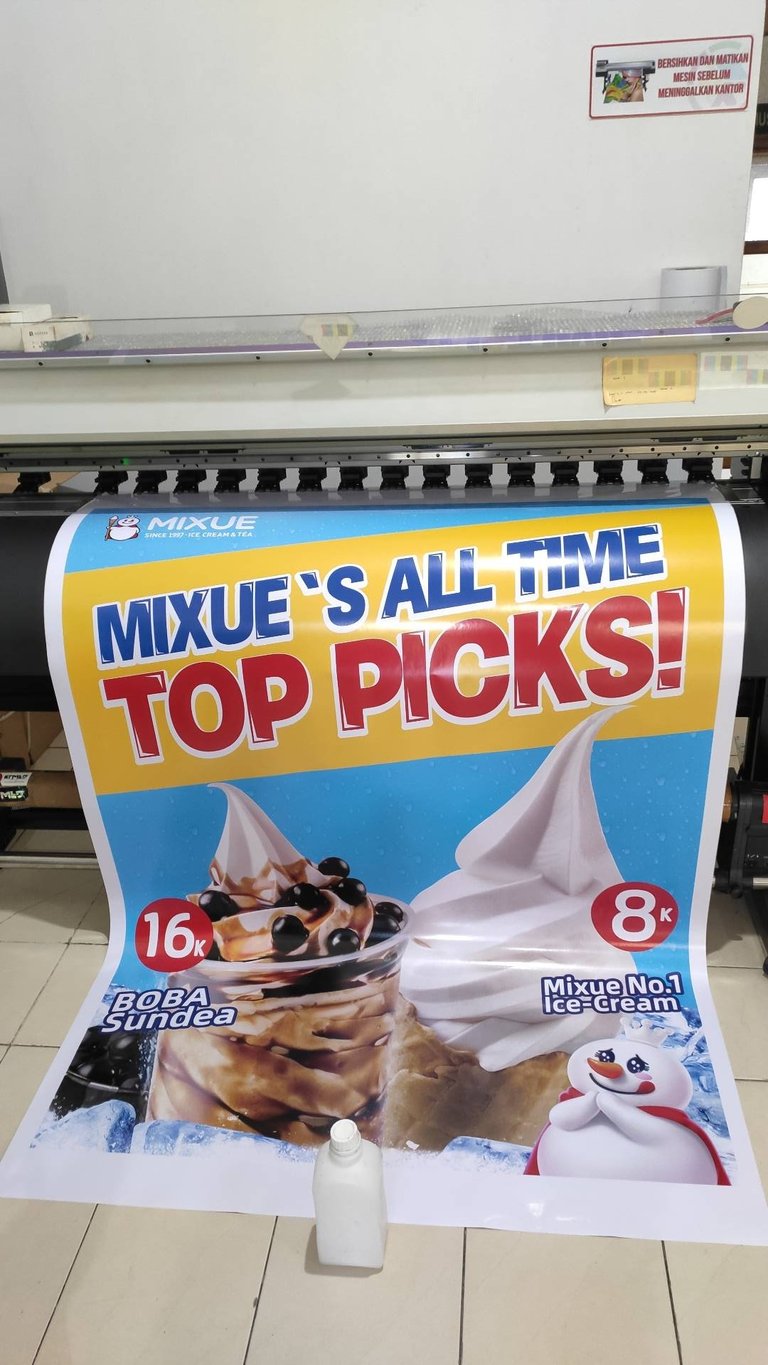 BERSIHKAN DAN MATIKAN
MESIN SEBELUM
MENINGGALKAN KANTOR
MIXUE
SINCE 1997 · ICE CREAM & TEA
MIXUE`S ALL TIME
TOP PICKS!
16K
8K
BOBA
Sundea
Mixue No.1
Ice-Cream